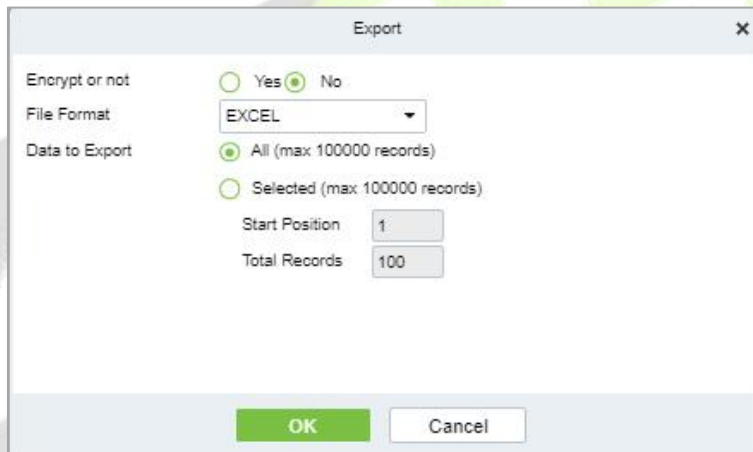 Export
Encrypt or not Yes No
File Format EXCEL
Data to Export All (max 100000 records)
Selected (max 100000 records)
Start Position 1
Total Records 100
OK Cancel